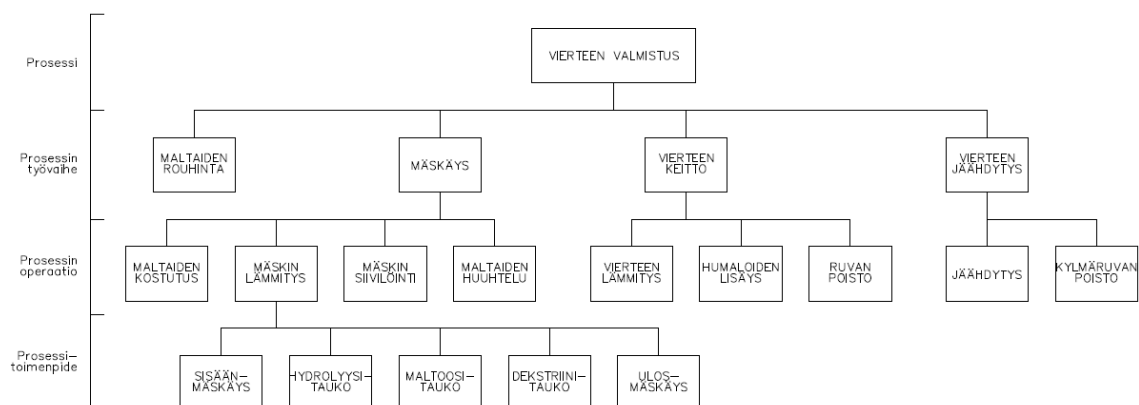 Prosessi
VIERTEEN VALMISTUS
Prosessin
työvaihe
MALTAIDEN
ROUHINTA
MÄSKÄYS
VIERTEEN
KEITTO
VIERTEEN
JÄÄHDYTYS
Prosessin
operaatio
MALTAIDEN
KOSTUTUS
MÄSKIN
LÄMMITYS
MÄSKIN
SIIVILÖINTI
MALTAIDEN
HUUHTELU
VIERTEEN
LÄMMITYS
HUMALOIDEN
LISÄYS
RUVAN
POISTO
JÄÄHDYTYS
KYLMÄRUVAN
POISTO
Prosessi-
toimenpide
SISÄÄN-
MÄSKÄYS
HYDROLYYSI-
TAUKO
MALTOOSI-
TAUKO
DEKSTRIINI-
TAUKO
ULOS-
MÄSKÄYS